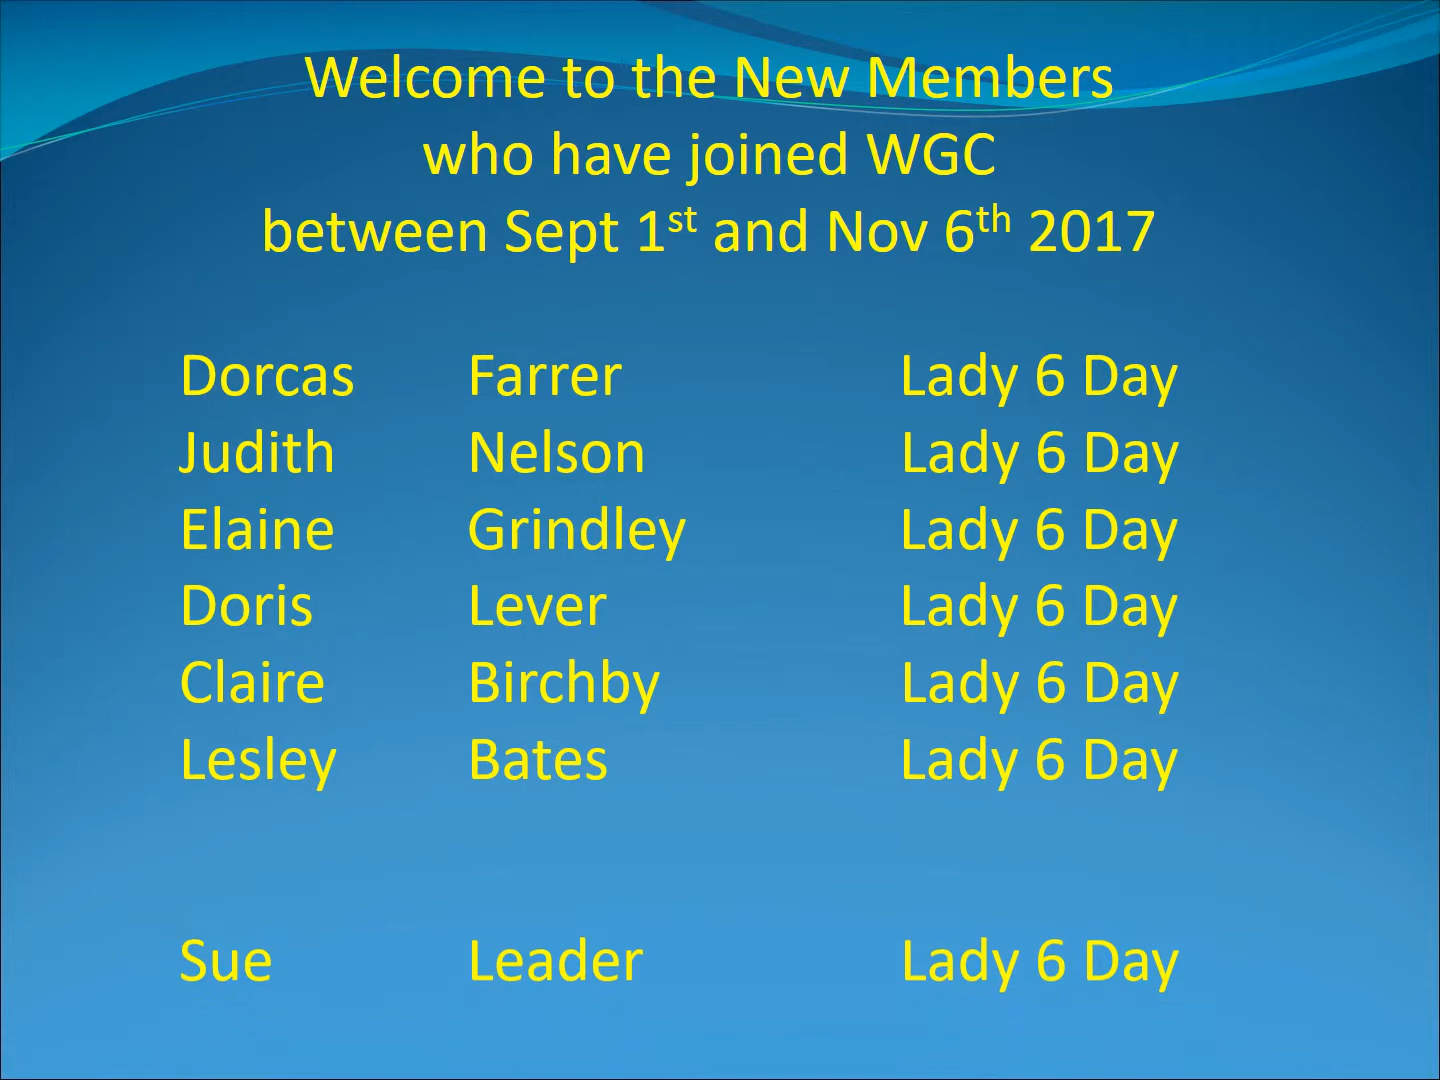 Welcome to the New Members
who have joined WGC
between Sept 1st and Nov 6th 2017
Dorcas Farrer Lady 6 Day
Judith Nelson Lady 6 Day
Elaine Grindley Lady 6 Day
Doris Lever Lady 6 Day
Claire Birchby Lady 6 Day
Lesley Bates Lady 6 Day
Sue Leader Lady 6 Day